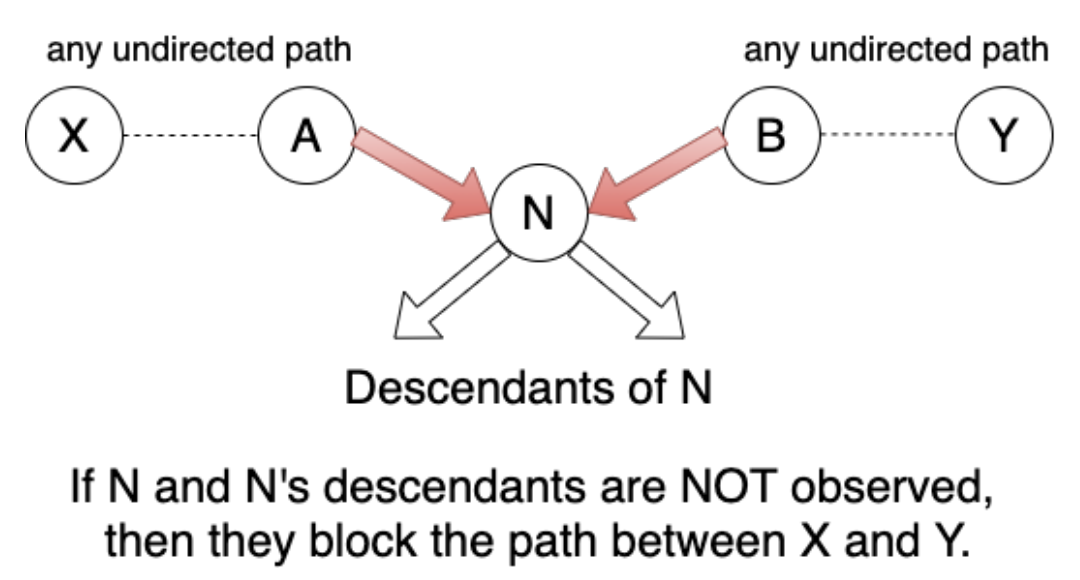 any undirected path
any undirected path
X
A
B
Y
N
Descendants of N
If N and N's descendants are NOT observed,
then they block the path between X and Y.